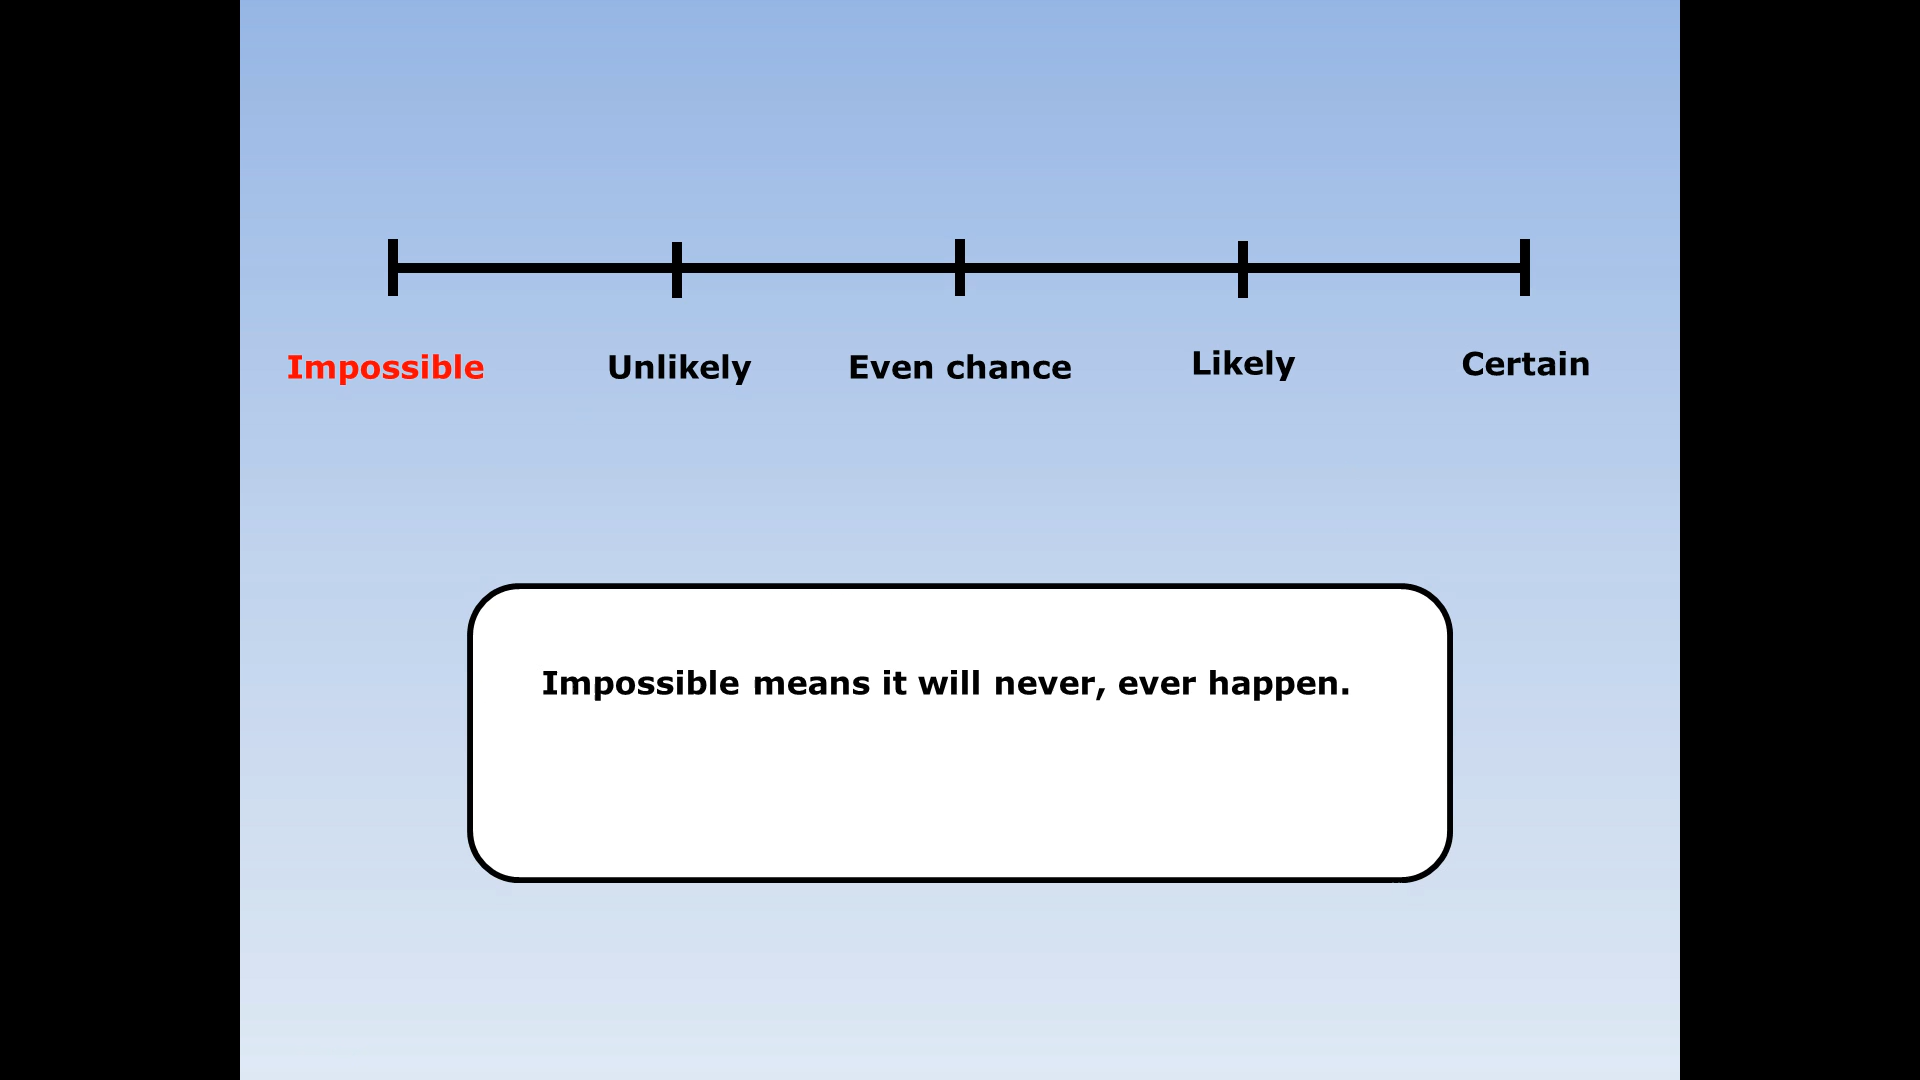 Impossible Unlikely Even chance Likely Certain
Impossible means it will never, ever happen.